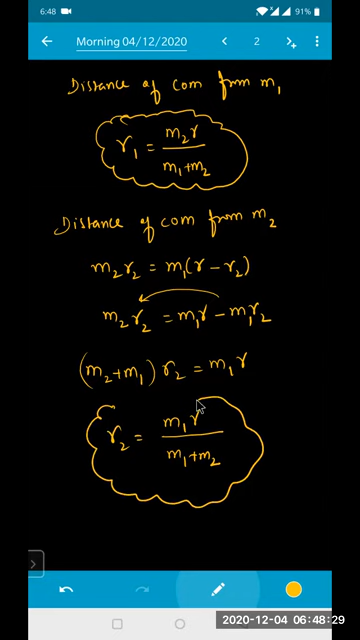 6:48
91%
Morning 04/12/2020
2
Distance of com from m₁
r₁ = m₂r / m₁+m₂
Distance of com from m₂
m₂r₂ = m₁(r - r₂)
m₂r₂ = m₁r - m₁r₂
(m₂+m₁) r₂ = m₁r
r₂ = m₁r / m₁+m₂
2020-12-04 06:48:29